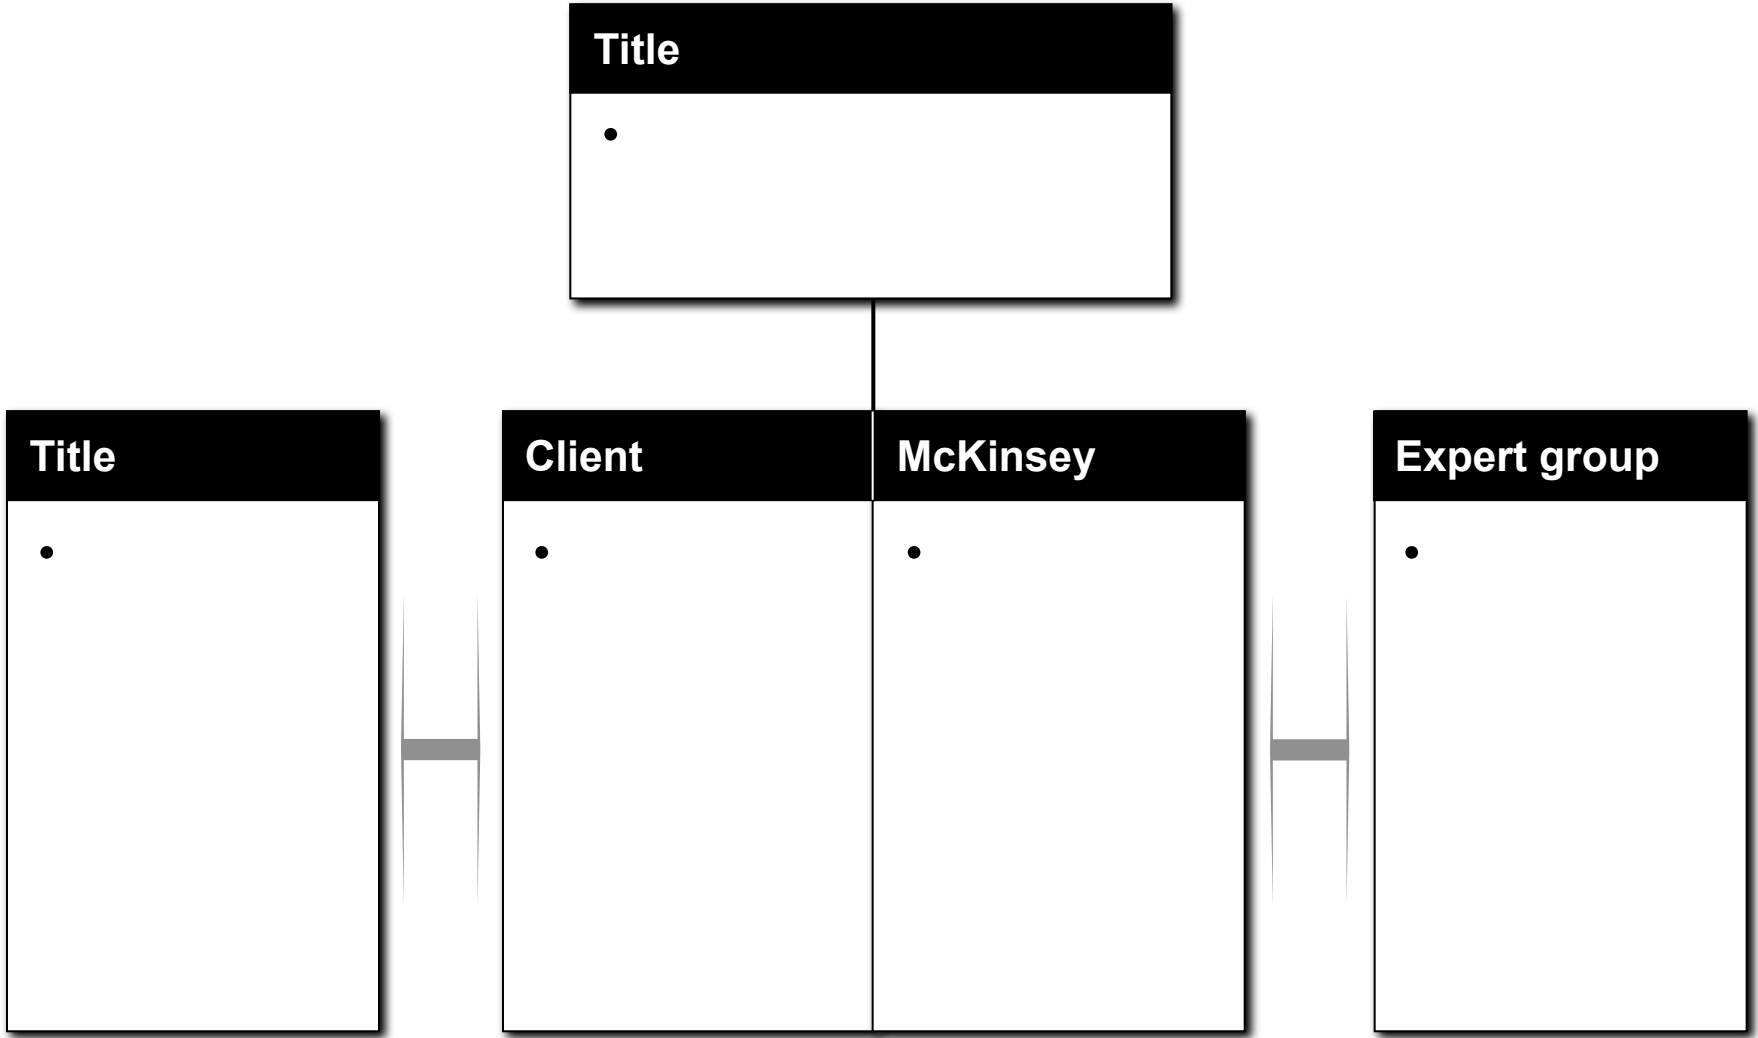 Title
•
Title
•
Client
•
McKinsey
•
Expert group
•